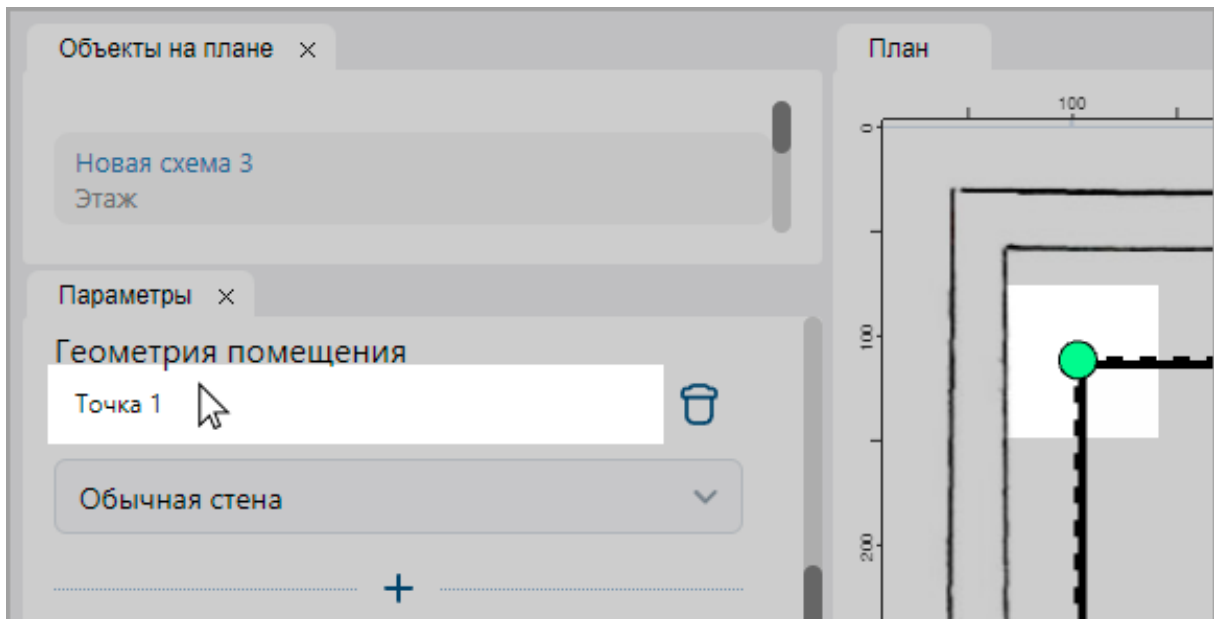 Объекты на плане
Новая схема 3
Этаж
Параметры
Геометрия помещения
Точка 1
Обычная стена
План
100
0
100
200